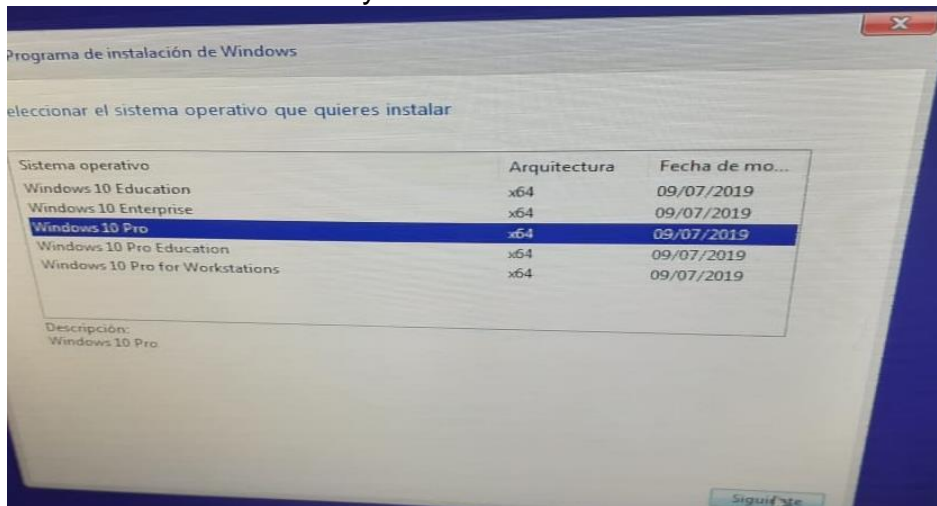 Programa de instalación de Windows
eleccionar el sistema operativo que quieres instalar
Sistema operativo Arquitectura Fecha de mo...
Windows 10 Education x64 09/07/2019
Windows 10 Enterprise x64 09/07/2019
Windows 10 Pro x64 09/07/2019
Windows 10 Pro Education x64 09/07/2019
Windows 10 Pro for Workstations x64 09/07/2019
Descripción:
Windows 10 Pro
Siguiente